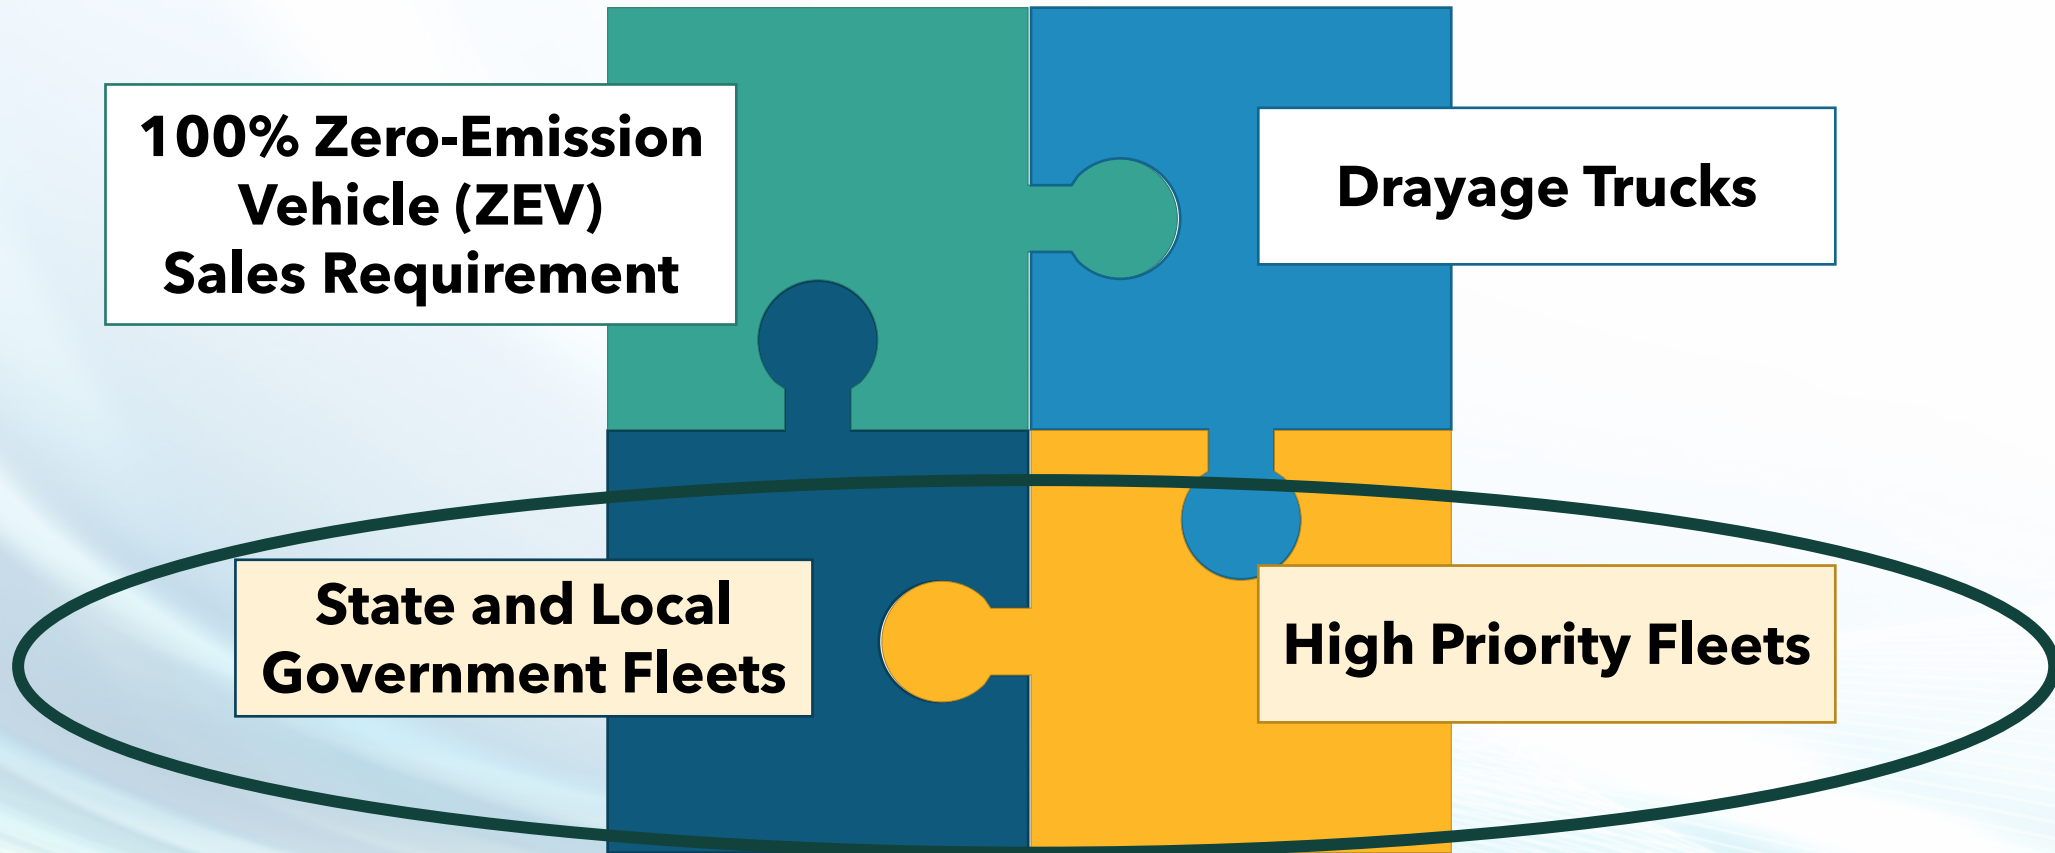 100% Zero-Emission
Vehicle (ZEV)
Sales Requirement
Drayage Trucks
State and Local
Government Fleets
High Priority Fleets